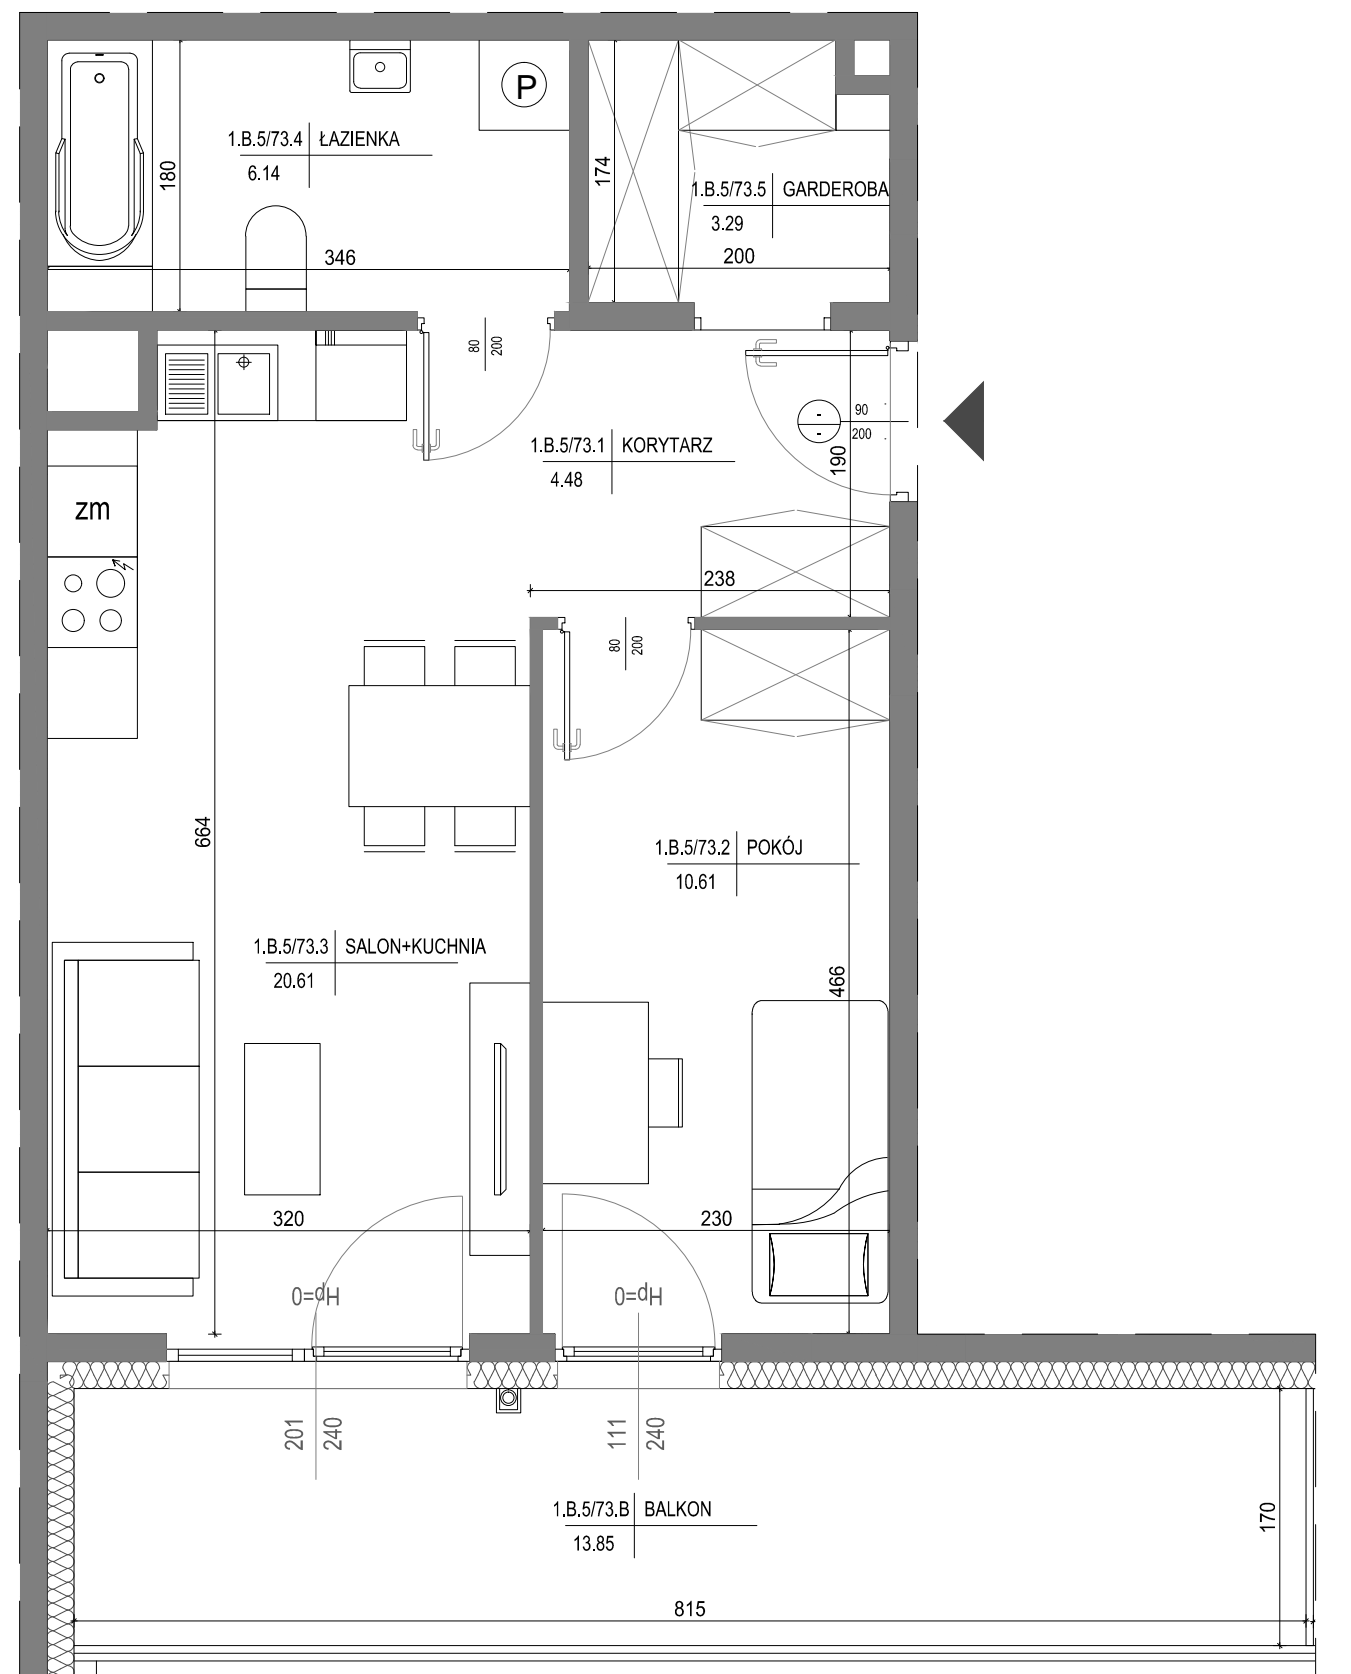 P
1.B.5/73.4 ŁAZIENKA
6.14
180
346
174
1.B.5/73.5 GARDEROBA
3.29
200
80
200
90
200
1.B.5/73.1 KORYTARZ
4.48
190
zm
238
80
200
664
1.B.5/73.2 POKÓJ
10.61
1.B.5/73.3 SALON+KUCHNIA
20.61
466
320
230
Hp=0
Hp=0
201
240
111
240
1.B.5/73.B BALKON
13.85
170
815